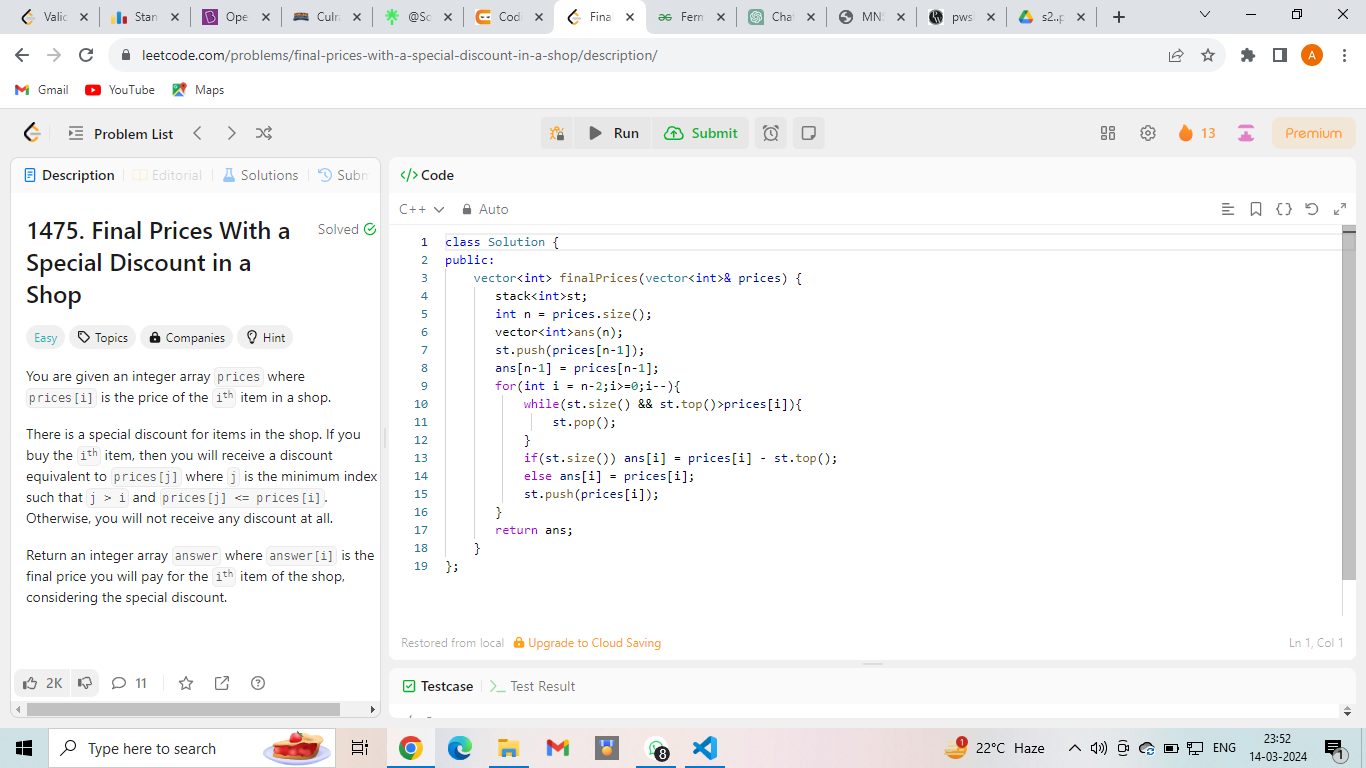 Valic
Stan
Ope
Culn
@Sc
Codi
Fina
Ferm
Chat
MNS
pws
s2..p
leetcode.com/problems/final-prices-with-a-special-discount-in-a-shop/description/
A
Gmail
YouTube
Maps
Problem List
Run
Submit
13
Premium
Description
Editorial
Solutions
Subn
1475. Final Prices With a
Special Discount in a
Shop
Solved
Easy
Topics
Companies
Hint
You are given an integer array prices where
prices[i] is the price of the ith item in a shop.
There is a special discount for items in the shop. If you
buy the ith item, then you will receive a discount
equivalent to prices[j] where j is the minimum index
such that j > i and prices[j] <= prices[i].
Otherwise, you will not receive any discount at all.
Return an integer array answer where answer[i] is the
final price you will pay for the ith item of the shop,
considering the special discount.
2K
11
</> Code
C++
Auto
1 class Solution {
2 public:
3 vector<int> finalPrices(vector<int>& prices) {
4 stack<int>st;
5 int n = prices.size();
6 vector<int>ans(n);
7 st.push(prices[n-1]);
8 ans[n-1] = prices[n-1];
9 for(int i = n-2;i>=0;i--){
10 while(st.size() && st.top()>prices[i]){
11 st.pop();
12 }
13 if(st.size()) ans[i] = prices[i] - st.top();
14 else ans[i] = prices[i];
15 st.push(prices[i]);
16 }
17 return ans;
18 }
19 };
Restored from local
Upgrade to Cloud Saving
Ln 1, Col 1
Testcase
Test Result
Type here to search
8
1
22°C Haze
ENG
23:52
14-03-2024
1